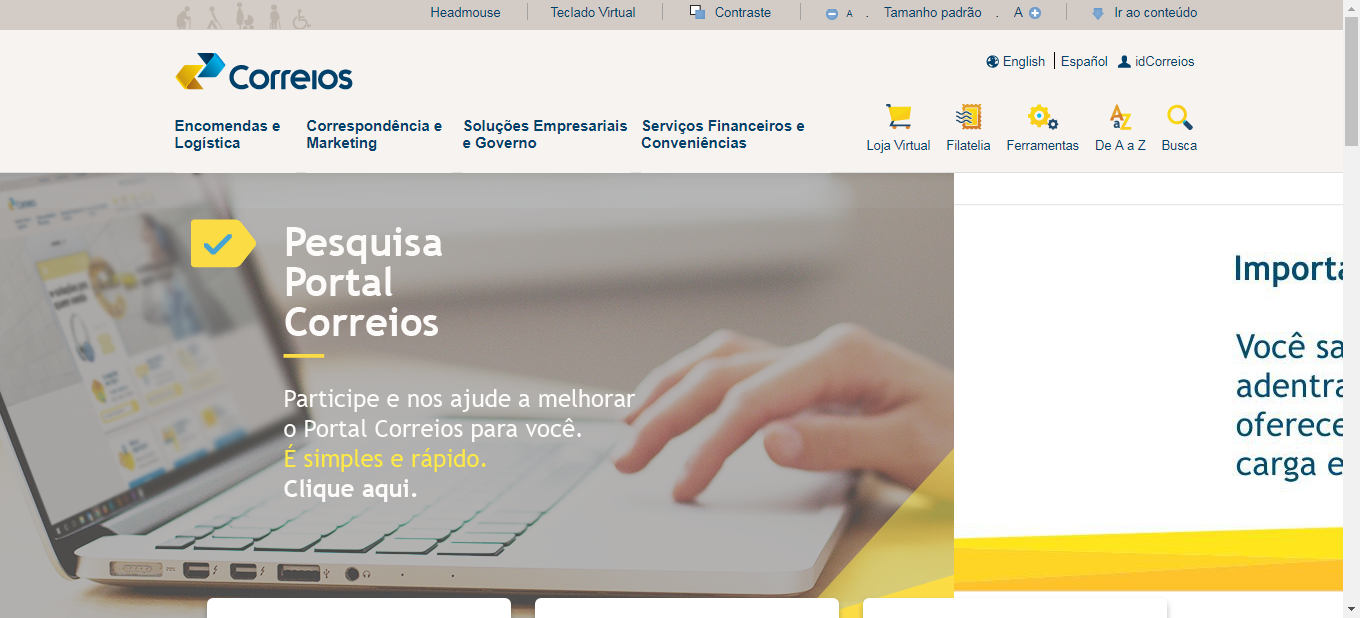 Headmouse
Teclado Virtual
Contraste
A . Tamanho padrão . A
Ir ao conteúdo
English
Español
idCorreios
Correios
Encomendas e
Logística
Correspondência e
Marketing
Soluções Empresariais
e Governo
Serviços Financeiros e
Conveniências
Loja Virtual
Filatelia
Ferramentas
A Z
a
De A a Z
Busca
Pesquisa
Portal
Correios
Participe e nos ajude a melhorar
o Portal Correios para você.
É simples e rápido.
Clique aqui.
Importa
Você sa
adentra
oferece
carga e